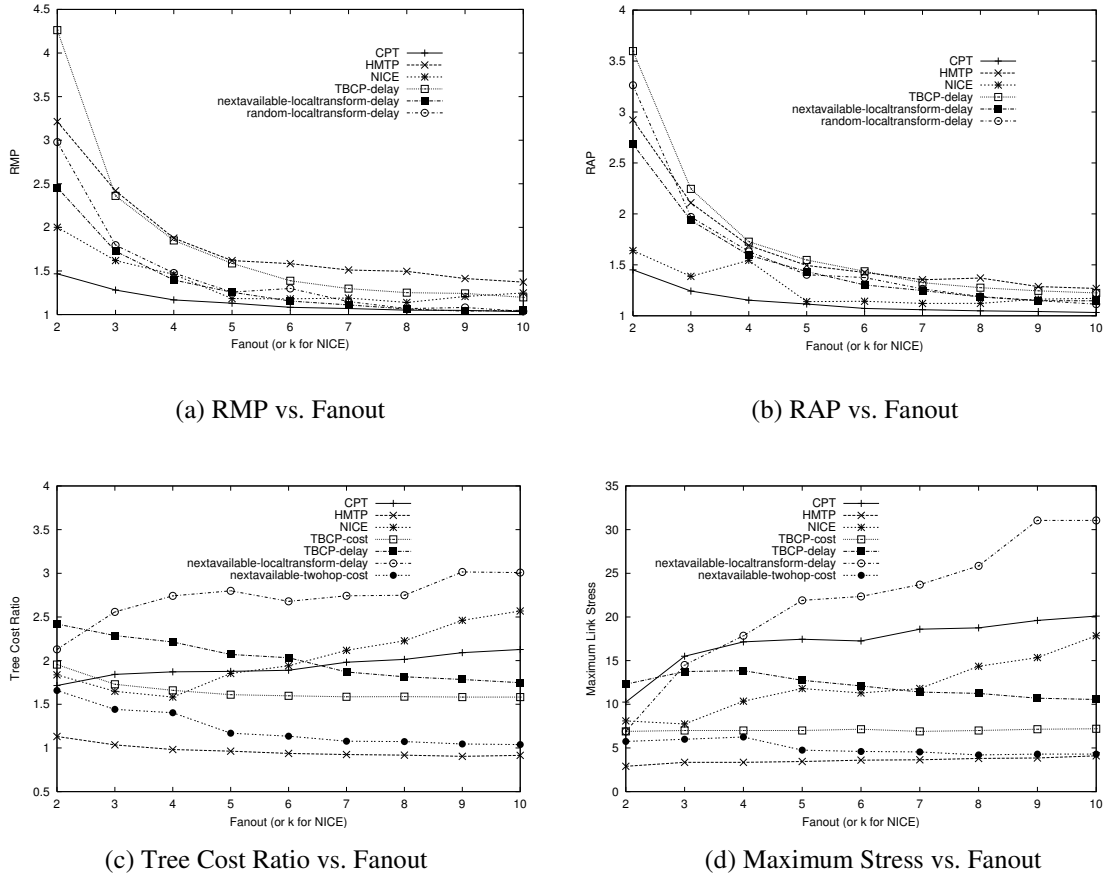 4.5
4
3.5
3
2.5
2
1.5
1
RMP
CPT
HMTP
NICE
TBCP-delay
nextavailable-localtransform-delay
random-localtransform-delay
2 3 4 5 6 7 8 9 10
Fanout (or k for NICE)
(a) RMP vs. Fanout
4
3.5
3
2.5
2
1.5
1
RAP
CPT
HMTP
NICE
TBCP-delay
nextavailable-localtransform-delay
random-localtransform-delay
2 3 4 5 6 7 8 9 10
Fanout (or k for NICE)
(b) RAP vs. Fanout
4
3.5
3
2.5
2
1.5
1
0.5
Tree Cost Ratio
CPT
HMTP
NICE
TBCP-cost
TBCP-delay
nextavailable-localtransform-delay
nextavailable-twohop-cost
2 3 4 5 6 7 8 9 10
Fanout (or k for NICE)
(c) Tree Cost Ratio vs. Fanout
35
30
25
20
15
10
5
0
Maximum Link Stress
CPT
HMTP
NICE
TBCP-cost
TBCP-delay
nextavailable-localtransform-delay
nextavailable-twohop-cost
2 3 4 5 6 7 8 9 10
Fanout (or k for NICE)
(d) Maximum Stress vs. Fanout